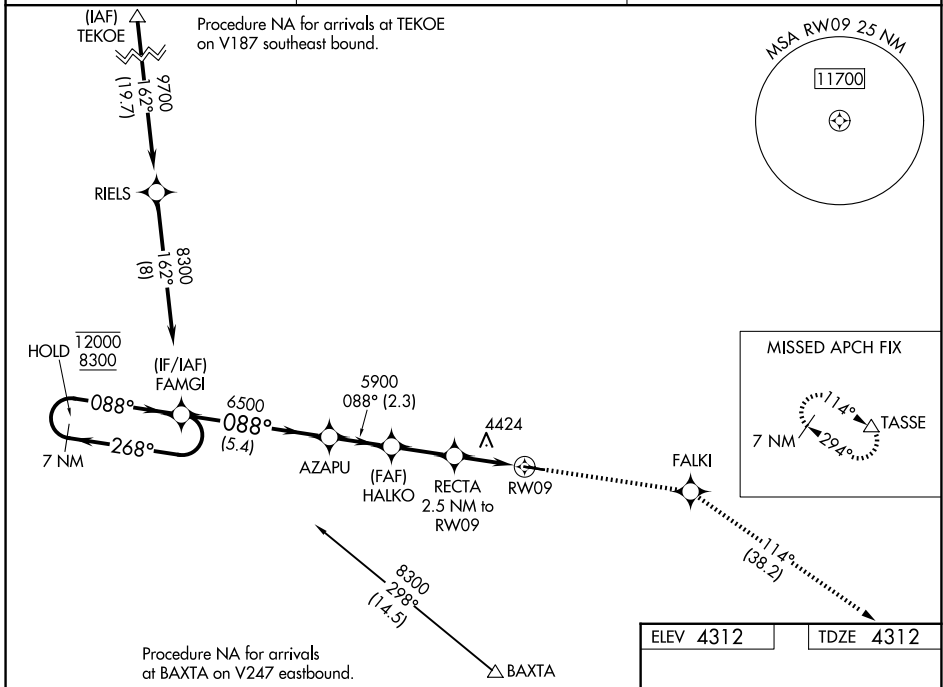 (IAF)
TEKOE
Procedure NA for arrivals at TEKOE
on V187 southeast bound.
MSA RW09 25 NM
11700
9700
162°
(19.7)
RIELS
8300
162°
(8)
HOLD
12000
8300
(IF/IAF)
FAMGI
088°
268°
7 NM
6500
088°
(5.4)
5900
088° (2.3)
AZAPU
(FAF)
HALKO
RECTA
2.5 NM to
RW09
4424
RW09
FALKI
114°
(38.2)
MISSED APCH FIX
114°
TASSE
7 NM
294°
8300
298°
(14.5)
BAXTA
Procedure NA for arrivals
at BAXTA on V247 eastbound.
ELEV 4312
TDZE 4312